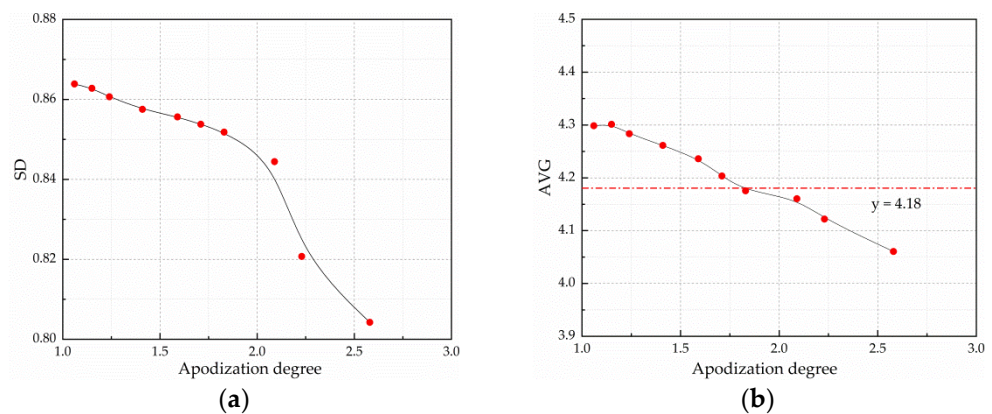 0.88
0.86
0.84
0.82
0.80
SD
1.0 1.5 2.0 2.5 3.0
Apodization degree
(a)
4.5
4.4
4.3
4.2
4.1
4.0
3.9
AVG
y = 4.18
1.0 1.5 2.0 2.5 3.0
Apodization degree
(b)